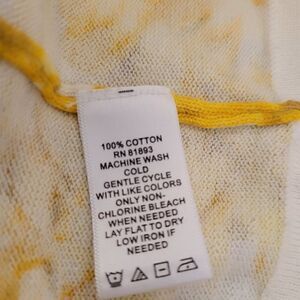 100% COTTON
RN 81893
MACHINE WASH
COLD
GENTLE CYCLE
WITH LIKE COLORS
ONLY NON-
CHLORINE BLEACH
WHEN NEEDED
LAY FLAT TO DRY
LOW IRON IF
NEEDED